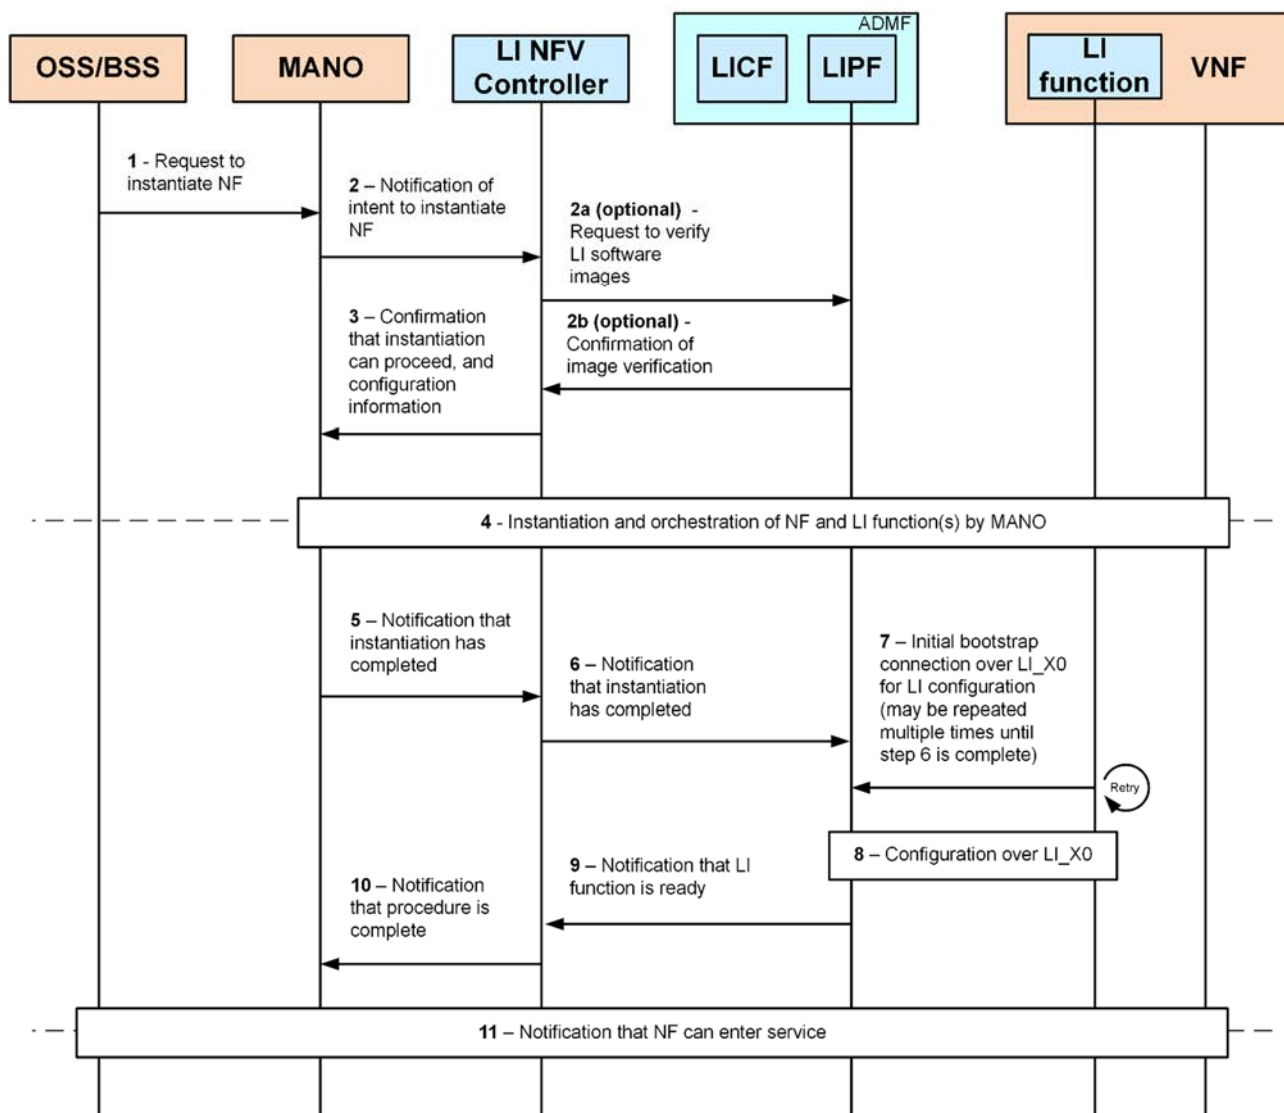 ADMF
OSS/BSS
MANO
LI NFV
Controller
LICF
LIPF
LI
function
VNF
1 - Request to
instantiate NF
2 – Notification of
intent to instantiate
NF
2a (optional) -
Request to verify
LI software
images
3 – Confirmation
that instantiation
can proceed, and
configuration
information
2b (optional) -
Confirmation of
image verification
4 - Instantiation and orchestration of NF and LI function(s) by MANO
5 – Notification that
instantiation has
completed
6 – Notification
that instantiation
has completed
7 – Initial bootstrap
connection over LI_X0
for LI configuration
(may be repeated
multiple times until
step 6 is complete)
Retry
8 – Configuration over LI_X0
9 – Notification that LI
function is ready
10 – Notification
that procedure is
complete
11 – Notification that NF can enter service